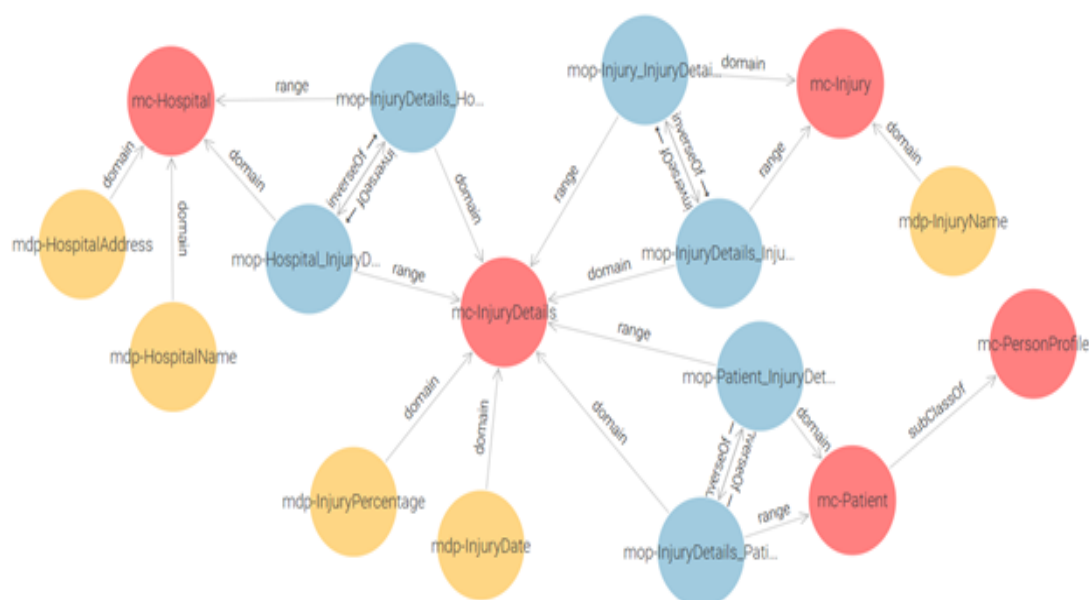 mop-Injury_InjuryDetai...
domain
mc-Injury
mc-Hospital
range
mop-InjuryDetails_Ho...
inverseOf
inverseOf
domain
domain
domain
domain
range
inverseOf
inverseOf
range
domain
mdp-InjuryName
mdp-HospitalAddress
mop-Hospital_InjuryD...
range
domain
mop-InjuryDetails_Inju...
mc-InjuryDetails
range
mc-PersonProfile
mdp-HospitalName
mop-Patient_InjuryDet...
domain
domain
domain
inverseOf
inverseOf
domain
subClassOf
mdp-InjuryPercentage
mc-Patient
range
mdp-InjuryDate
mop-InjuryDetails_Pati...